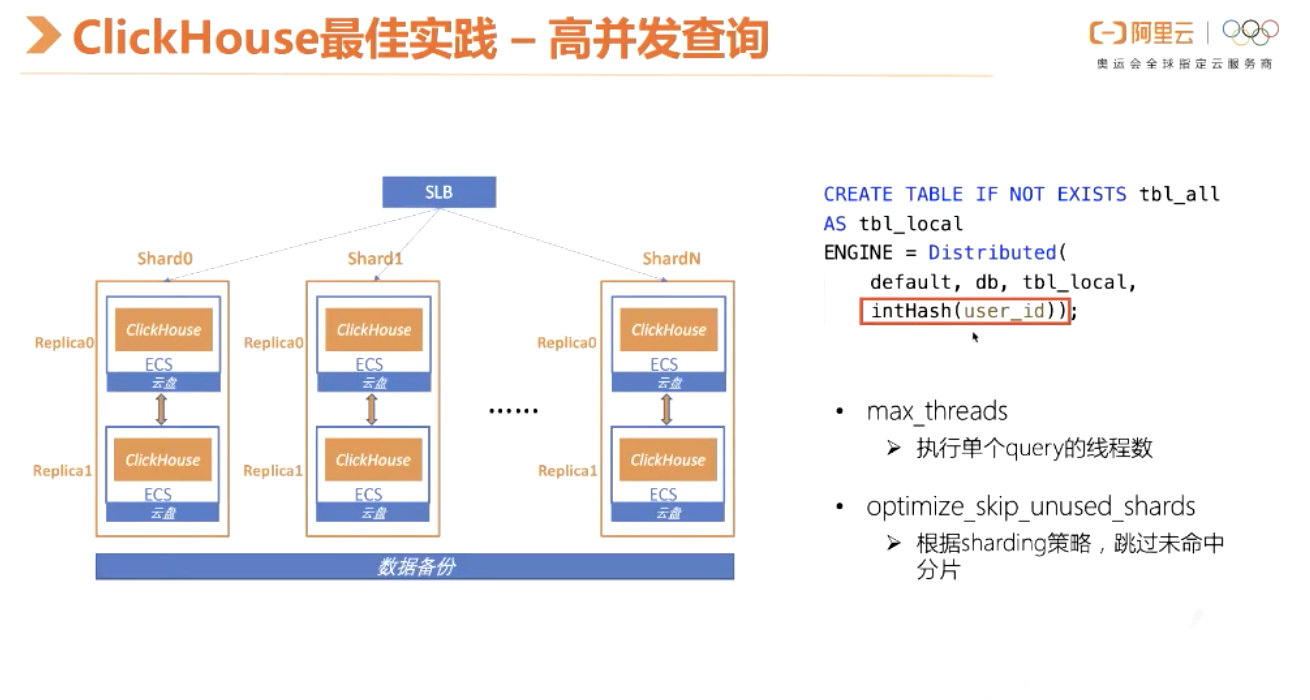 ClickHouse最佳实践 – 高并发查询
阿里云
奥运会全球指定云服务商
SLB
Shard0
Shard1
ShardN
Replica0
ClickHouse
ECS
云盘
Replica0
ClickHouse
ECS
云盘
Replica0
ClickHouse
ECS
云盘
......
Replica1
ClickHouse
ECS
云盘
Replica1
ClickHouse
ECS
云盘
Replica1
ClickHouse
ECS
云盘
数据备份
CREATE TABLE IF NOT EXISTS tbl_all
AS tbl_local
ENGINE = Distributed(
default, db, tbl_local,
intHash(user_id));
• max_threads
➢ 执行单个query的线程数
• optimize_skip_unused_shards
➢ 根据sharding策略，跳过未命中
分片